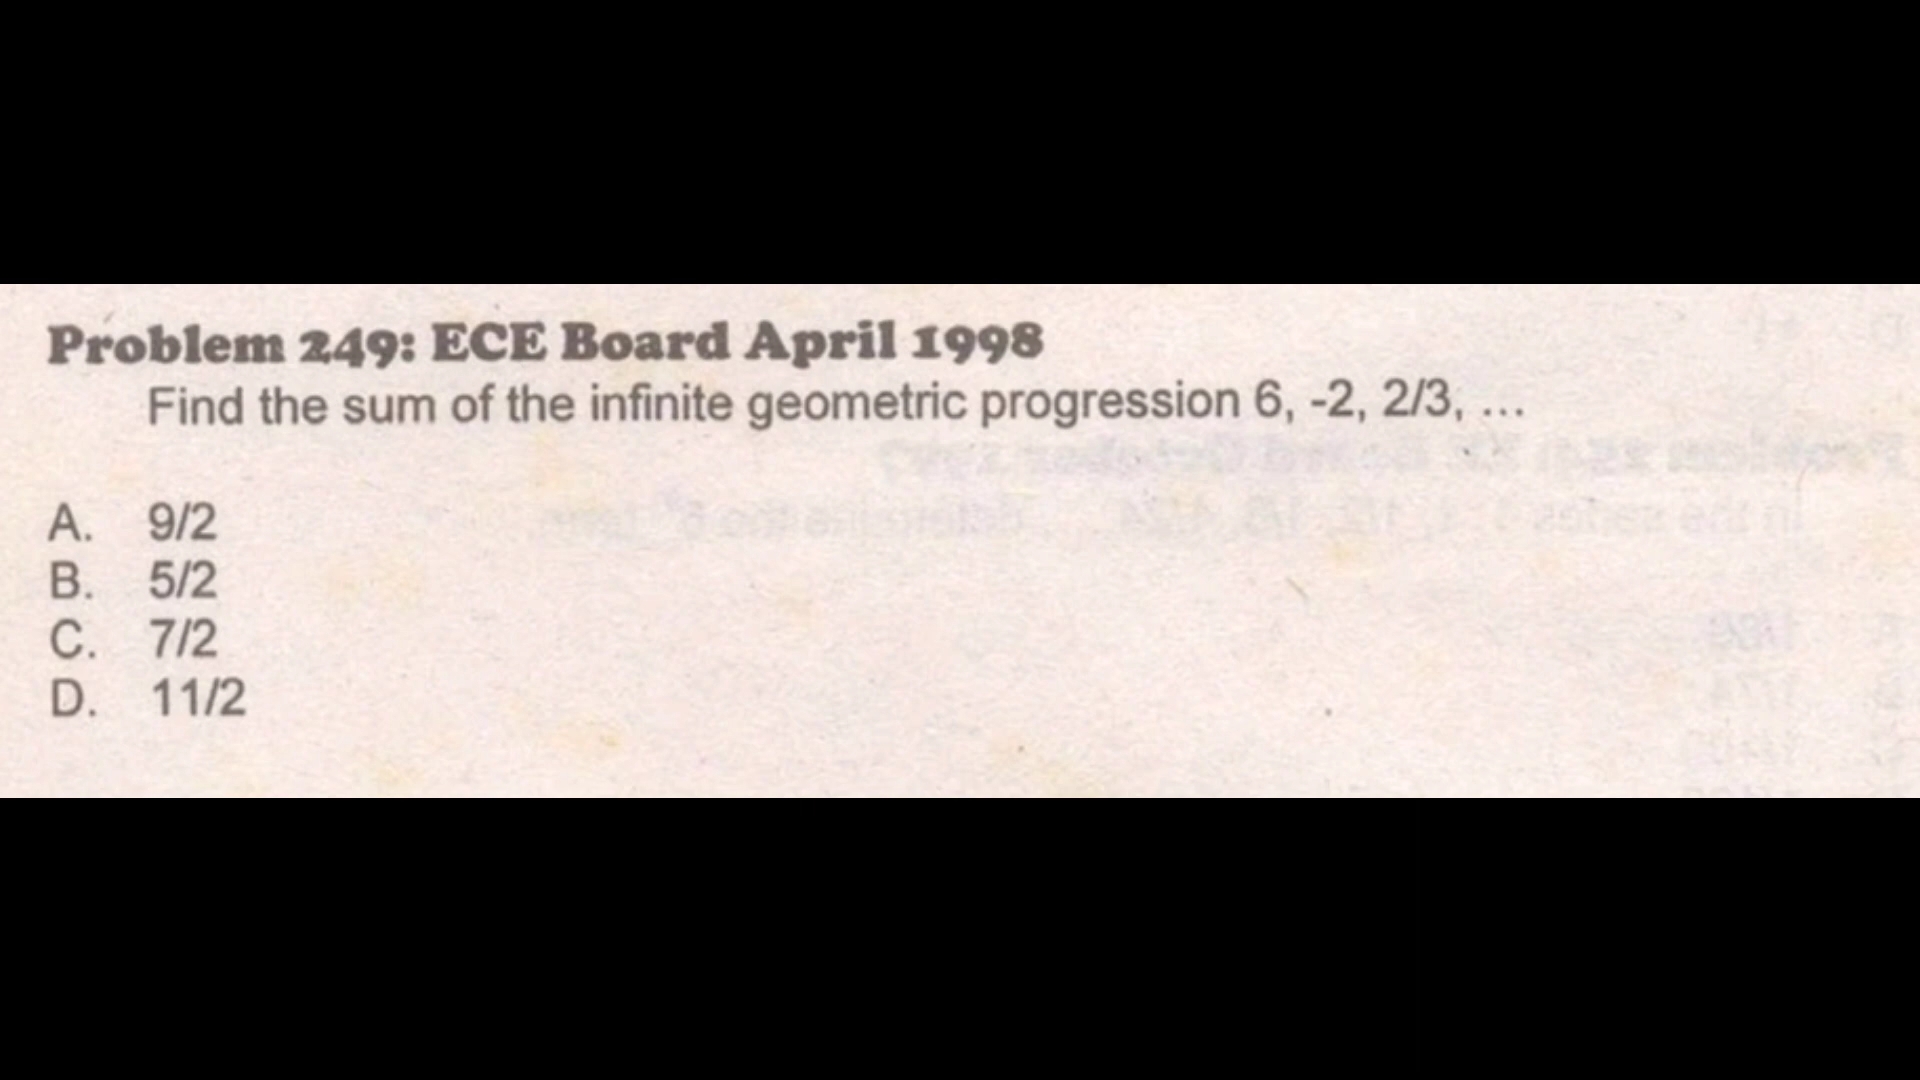 Problem 249: ECE Board April 1998
Find the sum of the infinite geometric progression 6, -2, 2/3, ...
A. 9/2
B. 5/2
C. 7/2
D. 11/2